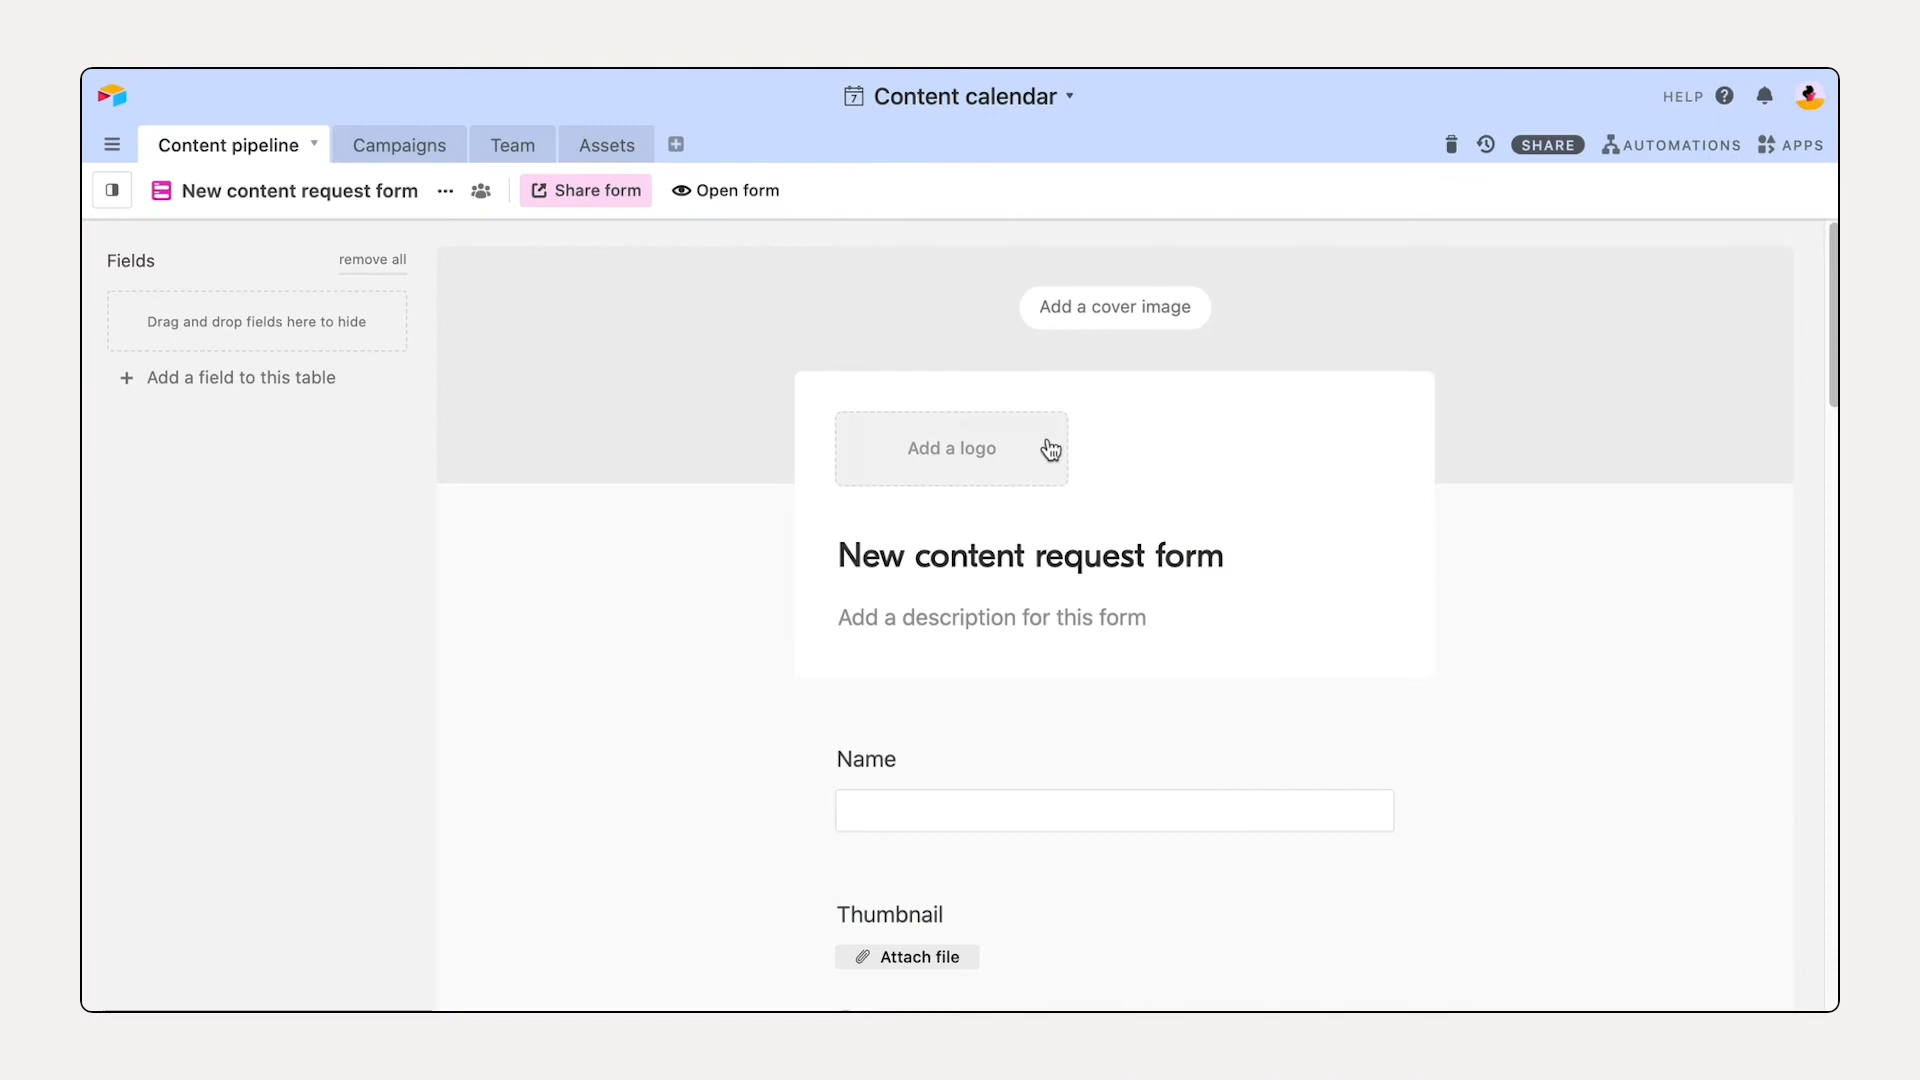 Content calendar
HELP
Content pipeline
Campaigns
Team
Assets
SHARE
AUTOMATIONS
APPS
New content request form
Share form
Open form
Fields
remove all
Drag and drop fields here to hide
+ Add a field to this table
Add a cover image
Add a logo
New content request form
Add a description for this form
Name
Thumbnail
Attach file